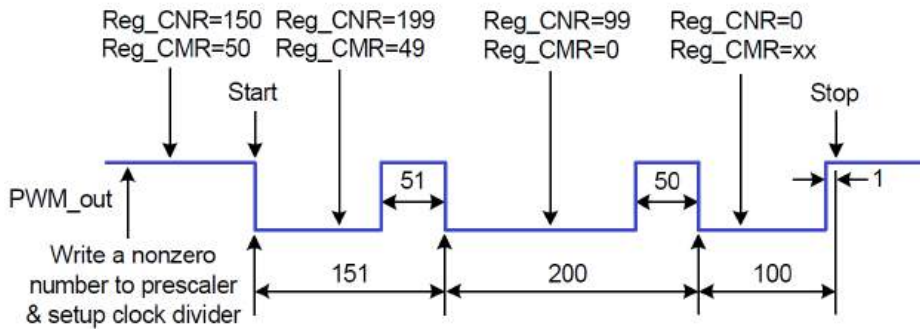 Reg_CNR=150
Reg_CMR=50
Reg_CNR=199
Reg_CMR=49
Reg_CNR=99
Reg_CMR=0
Reg_CNR=0
Reg_CMR=xx
Start
Stop
PWM_out
51
50
1
Write a nonzero
number to prescaler
& setup clock divider
151
200
100